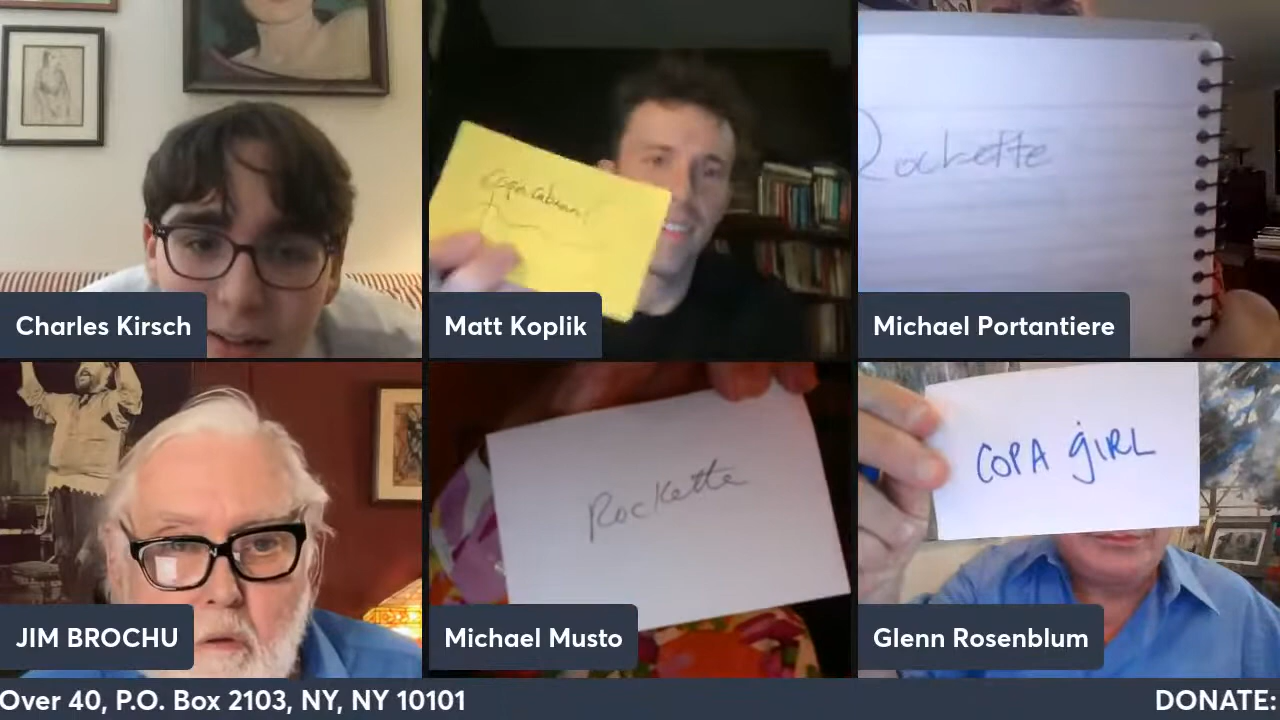 Copacabana!
Rockette
Charles Kirsch
Matt Koplik
Michael Portantiere
Rockette
COPA GIRL
JIM BROCHU
Michael Musto
Glenn Rosenblum
Over 40, P.O. Box 2103, NY, NY 10101
DONATE: